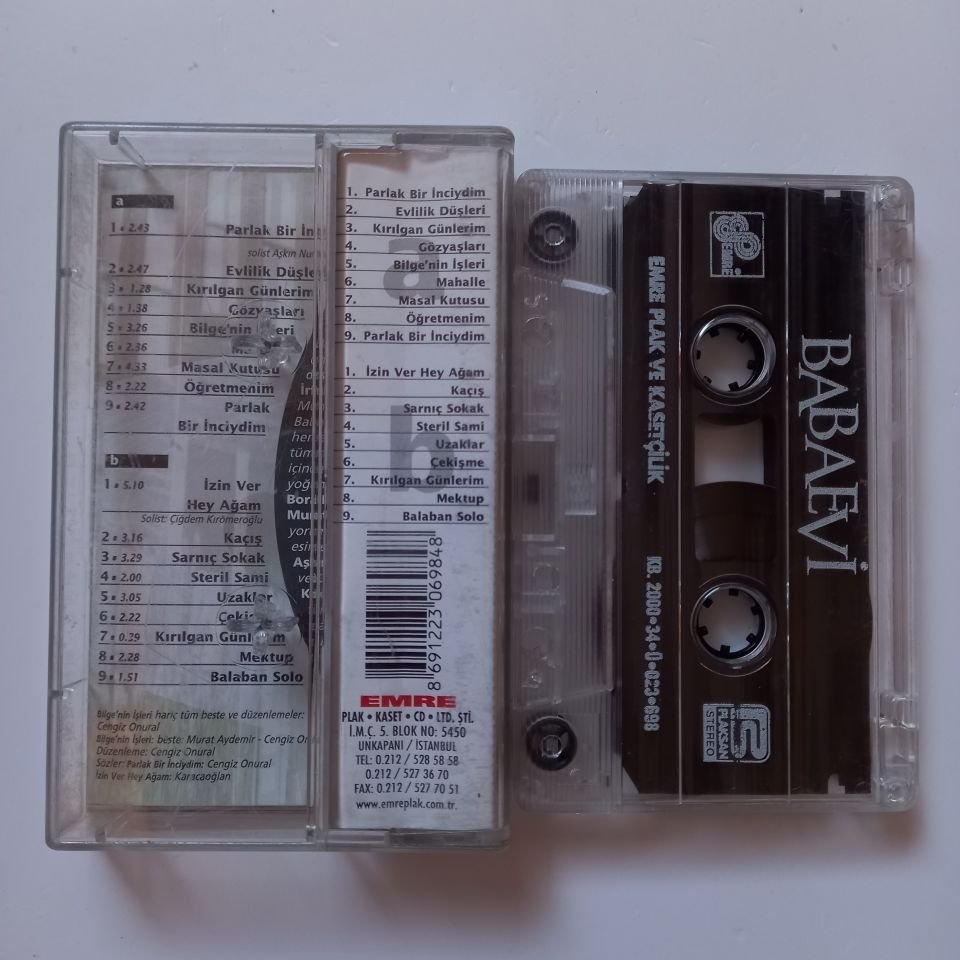 a
1 • 2.43 Parlak Bir
solist Aşkın
2 • 2.47 Evlilik
3 • 1.28 Kırılgan Günlerim
4 • 1.38 Gözyaşları
5 • 3.26 Bilge'nin İşleri
6 • 2.36
7 • 4.33 Masal Kutusu
8 • 2.22 Öğretmenim
9 • 2.42 Parlak
Bir İnciydim
b
1 • 5.10 İzin Ver
Hey Ağam
Solist: Çiğdem Kırömeroğlu
2 • 3.16 Kaçış
3 • 3.29 Sarnıç Sokak
4 • 2.00 Steril Sami
5 • 3.05 Uzaklar
6 • 2.22
7 • 0.29 Kırılgan Günlerim
8 • 2.28 Mektup
9 • 1.51 Balaban Solo
Bilge'nin İşleri hariç tüm beste ve düzenlemeler:
Cengiz Onural
Bilge'nin İşleri: beste: Murat Aydemir - Cengiz
Düzenleme: Cengiz Onural
Sözler: Parlak Bir İnciydim: Cengiz Onural
İzin Ver Hey Ağam: Karacaoğlan
a
1. Parlak Bir İnciydim
2. Evlilik Düşleri
3. Kırılgan Günlerim
4. Gözyaşları
5. Bilge'nin İşleri
6. Mahalle
7. Masal Kutusu
8. Öğretmenim
9. Parlak Bir İnciydim
b
1. İzin Ver Hey Ağam
2. Kaçış
3. Sarnıç Sokak
4. Steril Sami
5. Uzaklar
6. Çekişme
7. Kırılgan Günlerim
8. Mektup
9. Balaban Solo
8 691223 069848
EMRE
PLAK • KASET • CD • LTD. ŞTİ.
İ.M.Ç. 5. BLOK NO: 5450
UNKAPANI / İSTANBUL
TEL: 0.212 / 528 58 58
0.212 / 527 36 70
FAX: 0.212 / 527 70 51
www.emreplak.com.tr.
EMRE
EMRE PLAK VE KASETÇİLİK
KB. 2000•34•0•023•698
BABAEVİ
PLAKSAN
STEREO